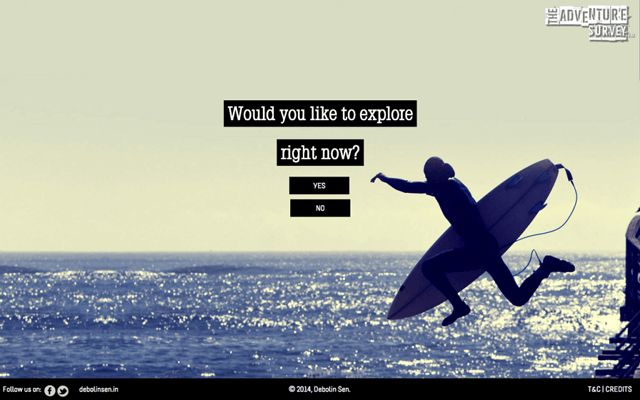 THE ADVENTURE
SURVEY
Would you like to explore
right now?
YES
NO
Follow us on:
debolinsen.in
© 2014, Debolin Sen.
T&C | CREDITS